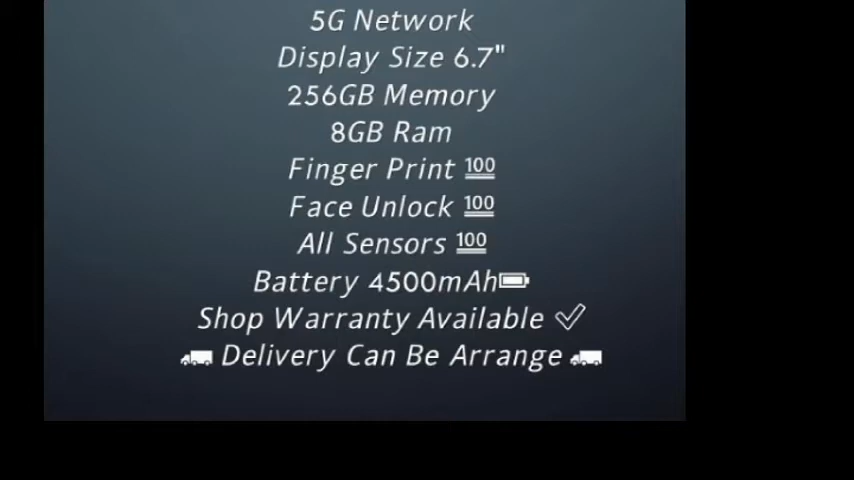 5G Network
Display Size 6.7"
256GB Memory
8GB Ram
Finger Print 💯
Face Unlock 💯
All Sensors 💯
Battery 4500mAh🔋
Shop Warranty Available ✅
🚚 Delivery Can Be Arrange 🚚